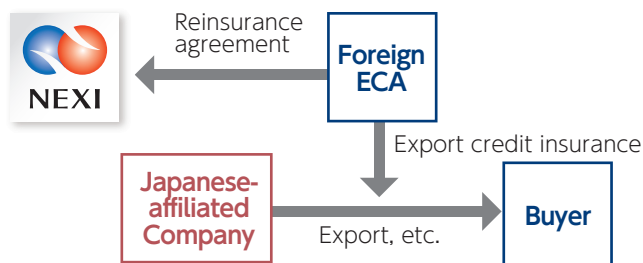 Reinsurance
agreement
NEXI
Foreign
ECA
Export credit insurance
Japanese-
affiliated
Company
Export, etc.
Buyer